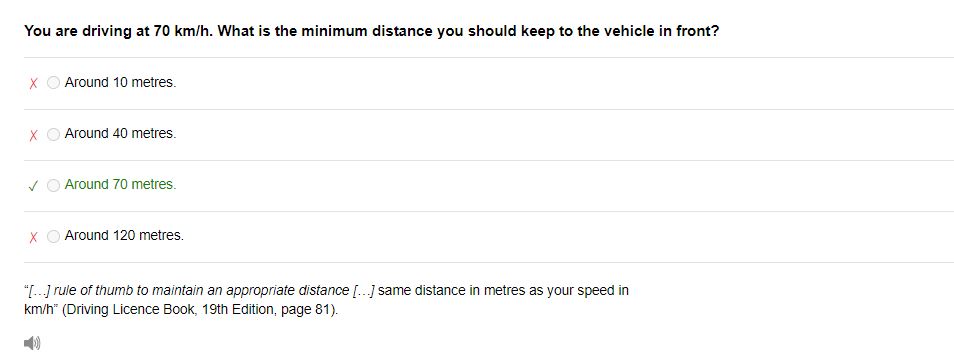 You are driving at 70 km/h. What is the minimum distance you should keep to the vehicle in front?
Around 10 metres.
Around 40 metres.
Around 70 metres.
Around 120 metres.
“[…] rule of thumb to maintain an appropriate distance […] same distance in metres as your speed in
km/h” (Driving Licence Book, 19th Edition, page 81).